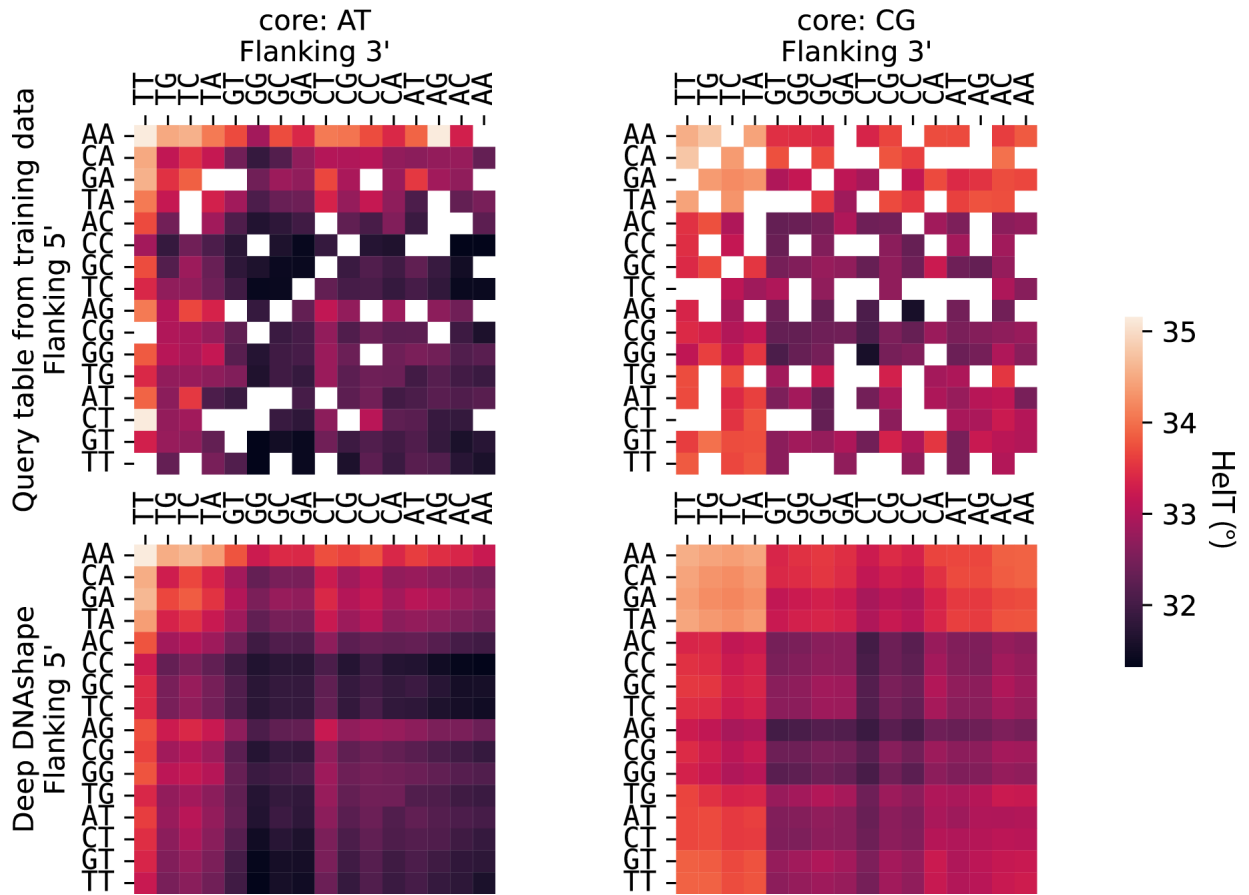 core: AT
Flanking 3'
core: CG
Flanking 3'
TT TG TC TA GT GG GC GA CT CG CC CA AT AG AC AA
TT TG TC TA GT GG GC GA CT CG CC CA AT AG AC AA
Query table from training data
Flanking 5'
AA
CA
GA
TA
AC
CC
GC
TC
AG
CG
GG
TG
AT
CT
GT
TT
AA
CA
GA
TA
AC
CC
GC
TC
AG
CG
GG
TG
AT
CT
GT
TT
TT TG TC TA GT GG GC GA CT CG CC CA AT AG AC AA
TT TG TC TA GT GG GC GA CT CG CC CA AT AG AC AA
Deep DNAshape
Flanking 5'
AA
CA
GA
TA
AC
CC
GC
TC
AG
CG
GG
TG
AT
CT
GT
TT
AA
CA
GA
TA
AC
CC
GC
TC
AG
CG
GG
TG
AT
CT
GT
TT
35
34
33
32
HelT (°)